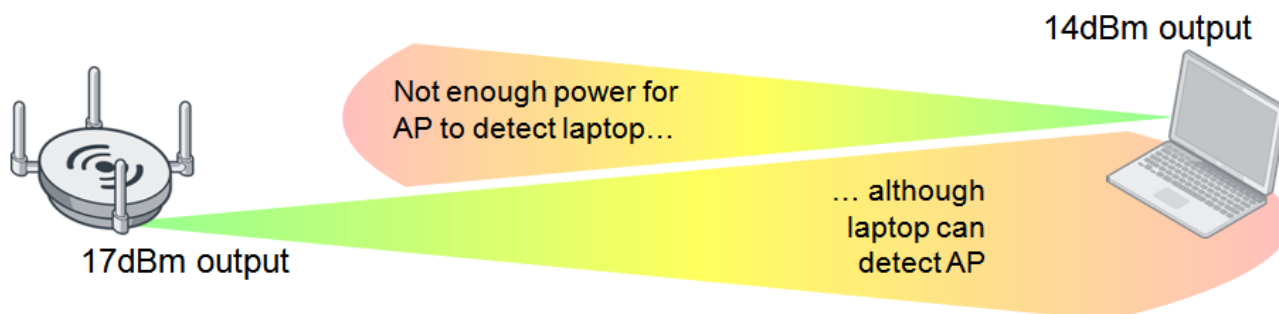 14dBm output
Not enough power for
AP to detect laptop…
… although
laptop can
detect AP
17dBm output